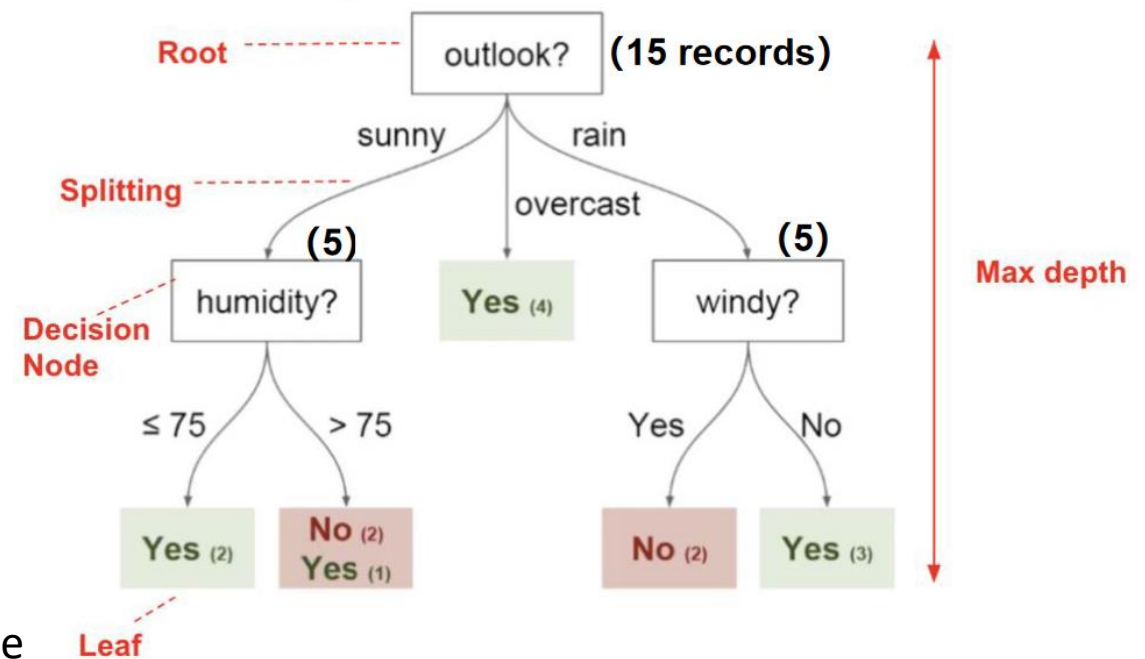 Root
outlook?
(15 records)
sunny
rain
Splitting
overcast
(5)
(5)
Max depth
humidity?
Yes (4)
windy?
Decision
Node
≤ 75
> 75
Yes
No
Yes (2)
No (2)
Yes (1)
No (2)
Yes (3)
e
Leaf